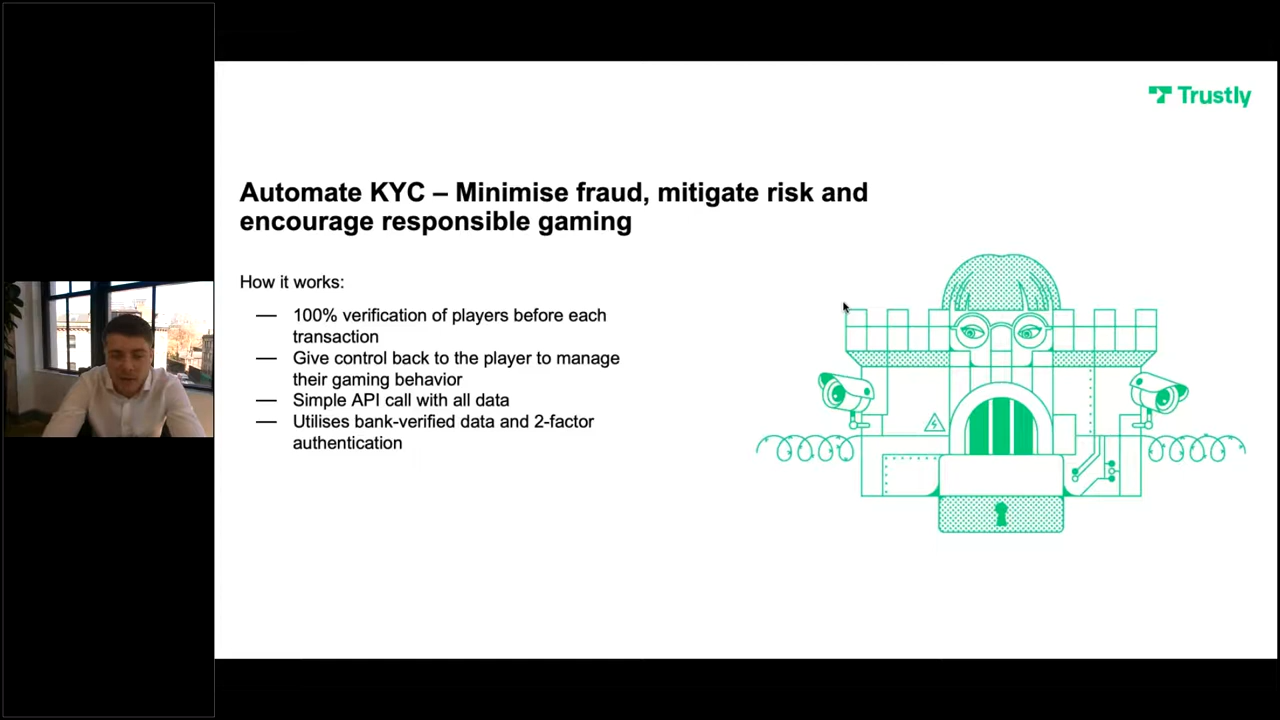 Trustly
Automate KYC – Minimise fraud, mitigate risk and
encourage responsible gaming
How it works:
— 100% verification of players before each
transaction
— Give control back to the player to manage
their gaming behavior
— Simple API call with all data
— Utilises bank-verified data and 2-factor
authentication